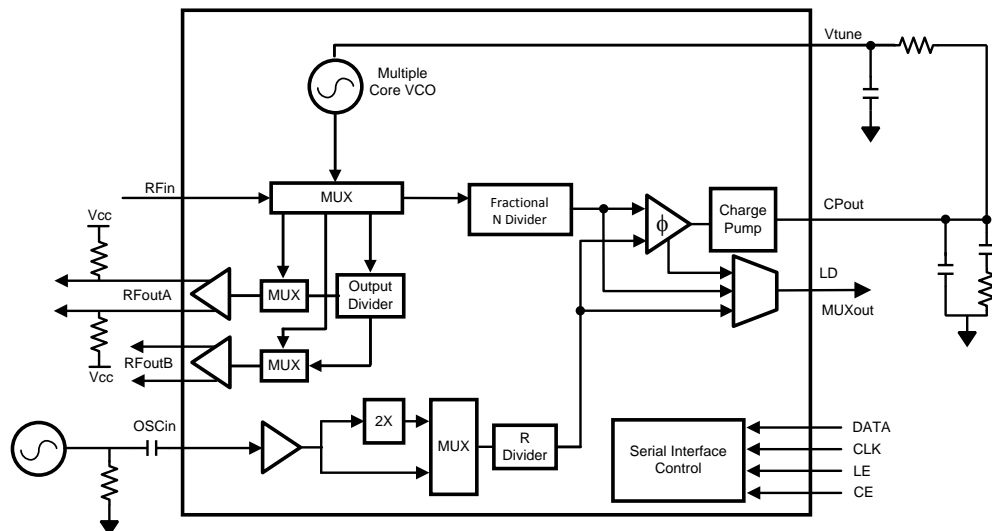 Vtune
Multiple
Core VCO
RFin
MUX
Fractional
N Divider
ϕ
Charge
Pump
CPout
Vcc
RFoutA
MUX
Output
Divider
LD
MUXout
RFoutB
MUX
Vcc
OSCin
2X
MUX
R
Divider
Serial Interface
Control
DATA
CLK
LE
CE